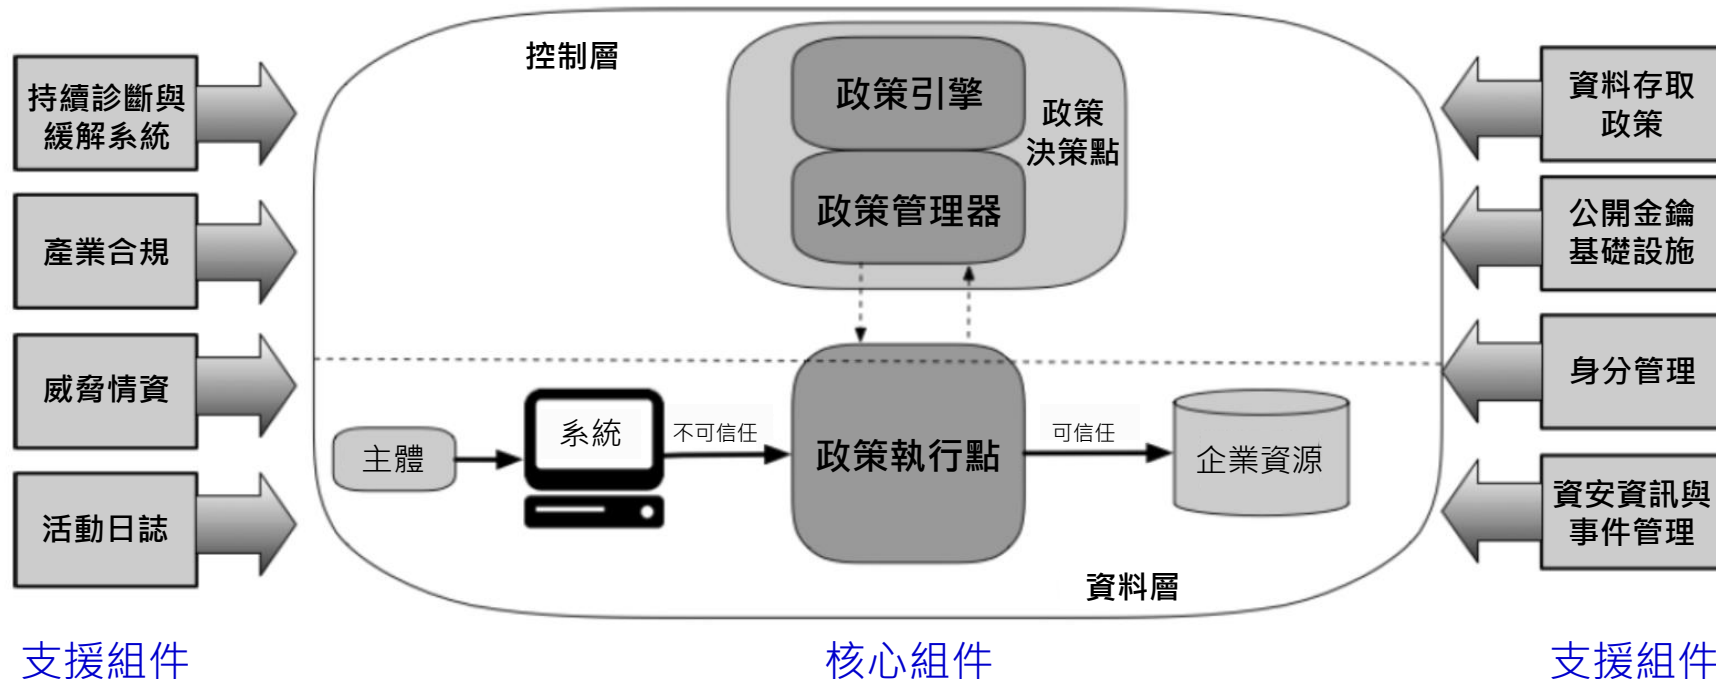 控制層
政策引擎
政策
決策點
政策管理器
持續診斷與
緩解系統
產業合規
威脅情資
活動日誌
資料存取
政策
公開金鑰
基礎設施
身分管理
資安資訊與
事件管理
主體
系統
不可信任
政策執行點
可信任
企業資源
資料層
支援組件
核心組件
支援組件